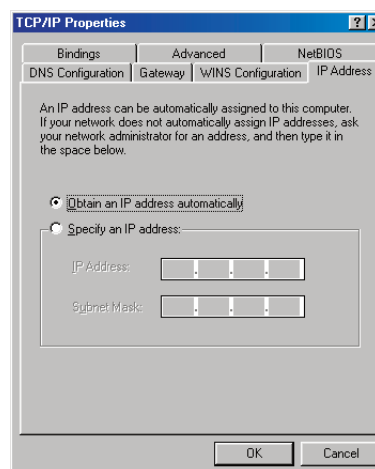 TCP/IP Properties
Bindings Advanced NetBIOS
DNS Configuration Gateway WINS Configuration IP Address
An IP address can be automatically assigned to this computer.
If your network does not automatically assign IP addresses, ask
your network administrator for an address, and then type it in
the space below.
Obtain an IP address automatically
Specify an IP address:
IP Address:
Subnet Mask:
OK Cancel